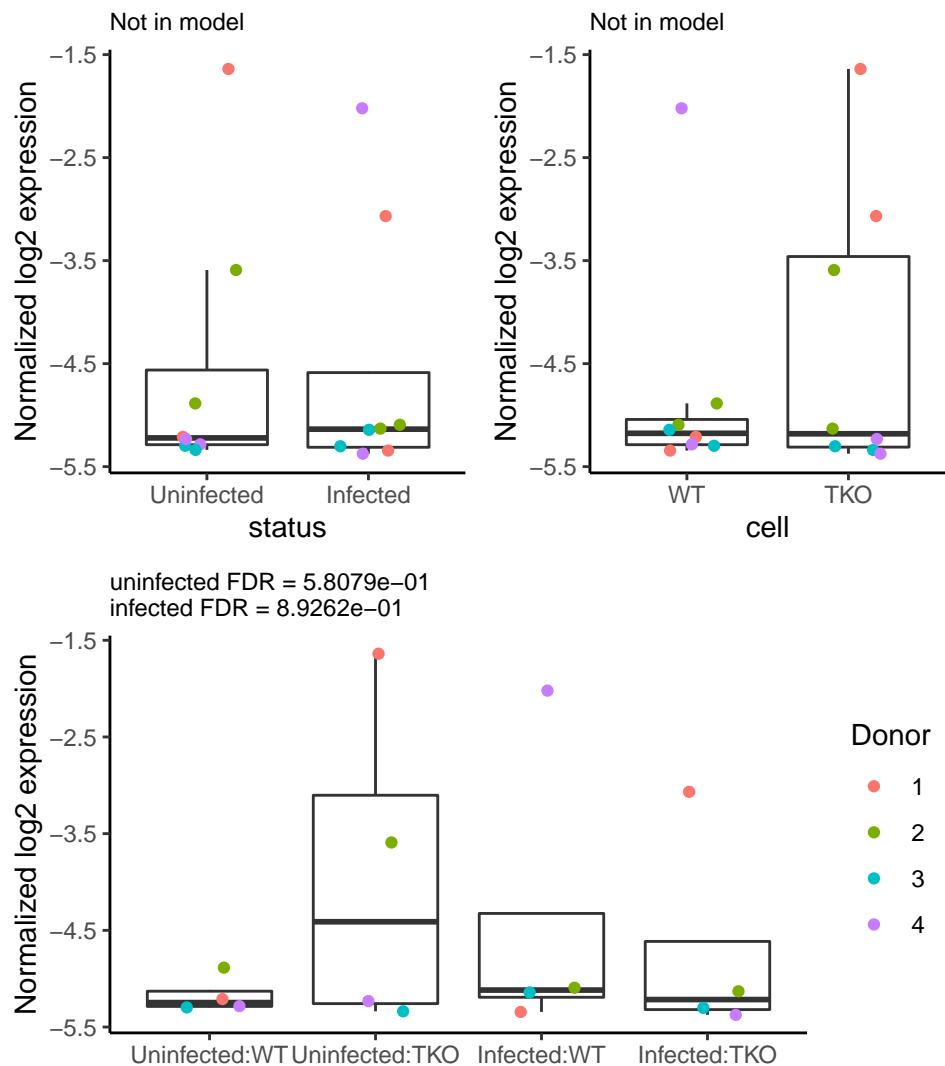 Not in model
Normalized log2 expression
−1.5
−2.5
−3.5
−4.5
−5.5
Uninfected
Infected
status
Not in model
Normalized log2 expression
−1.5
−2.5
−3.5
−4.5
−5.5
WT
TKO
cell
uninfected FDR = 5.8079e−01
infected FDR = 8.9262e−01
Normalized log2 expression
−1.5
−2.5
−3.5
−4.5
−5.5
Uninfected:WT
Uninfected:TKO
Infected:WT
Infected:TKO
Donor
1
2
3
4